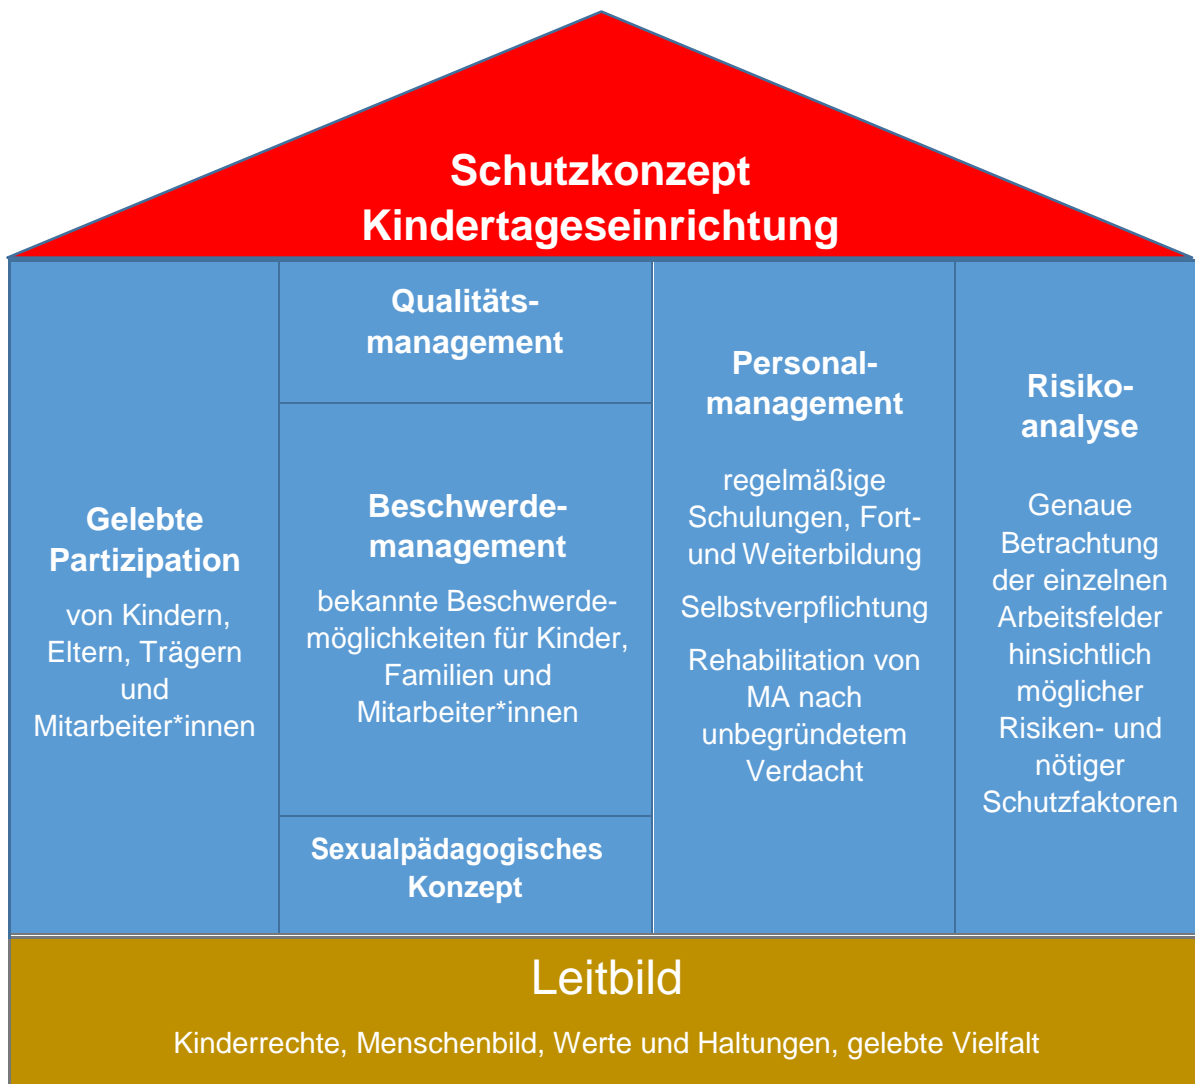 Schutzkonzept
Kindertageseinrichtung
Gelebte
Partizipation
von Kindern,
Eltern, Trägern
und
Mitarbeiter*innen
Qualitäts-
management
Beschwerde-
management
bekannte Beschwerde-
möglichkeiten für Kinder,
Familien und
Mitarbeiter*innen
Sexualpädagogisches
Konzept
Personal-
management
regelmäßige
Schulungen, Fort-
und Weiterbildung
Selbstverpflichtung
Rehabilitation von
MA nach
unbegründetem
Verdacht
Risiko-
analyse
Genaue
Betrachtung
der einzelnen
Arbeitsfelder
hinsichtlich
möglicher
Risiken- und
nötiger
Schutzfaktoren
Leitbild
Kinderrechte, Menschenbild, Werte und Haltungen, gelebte Vielfalt